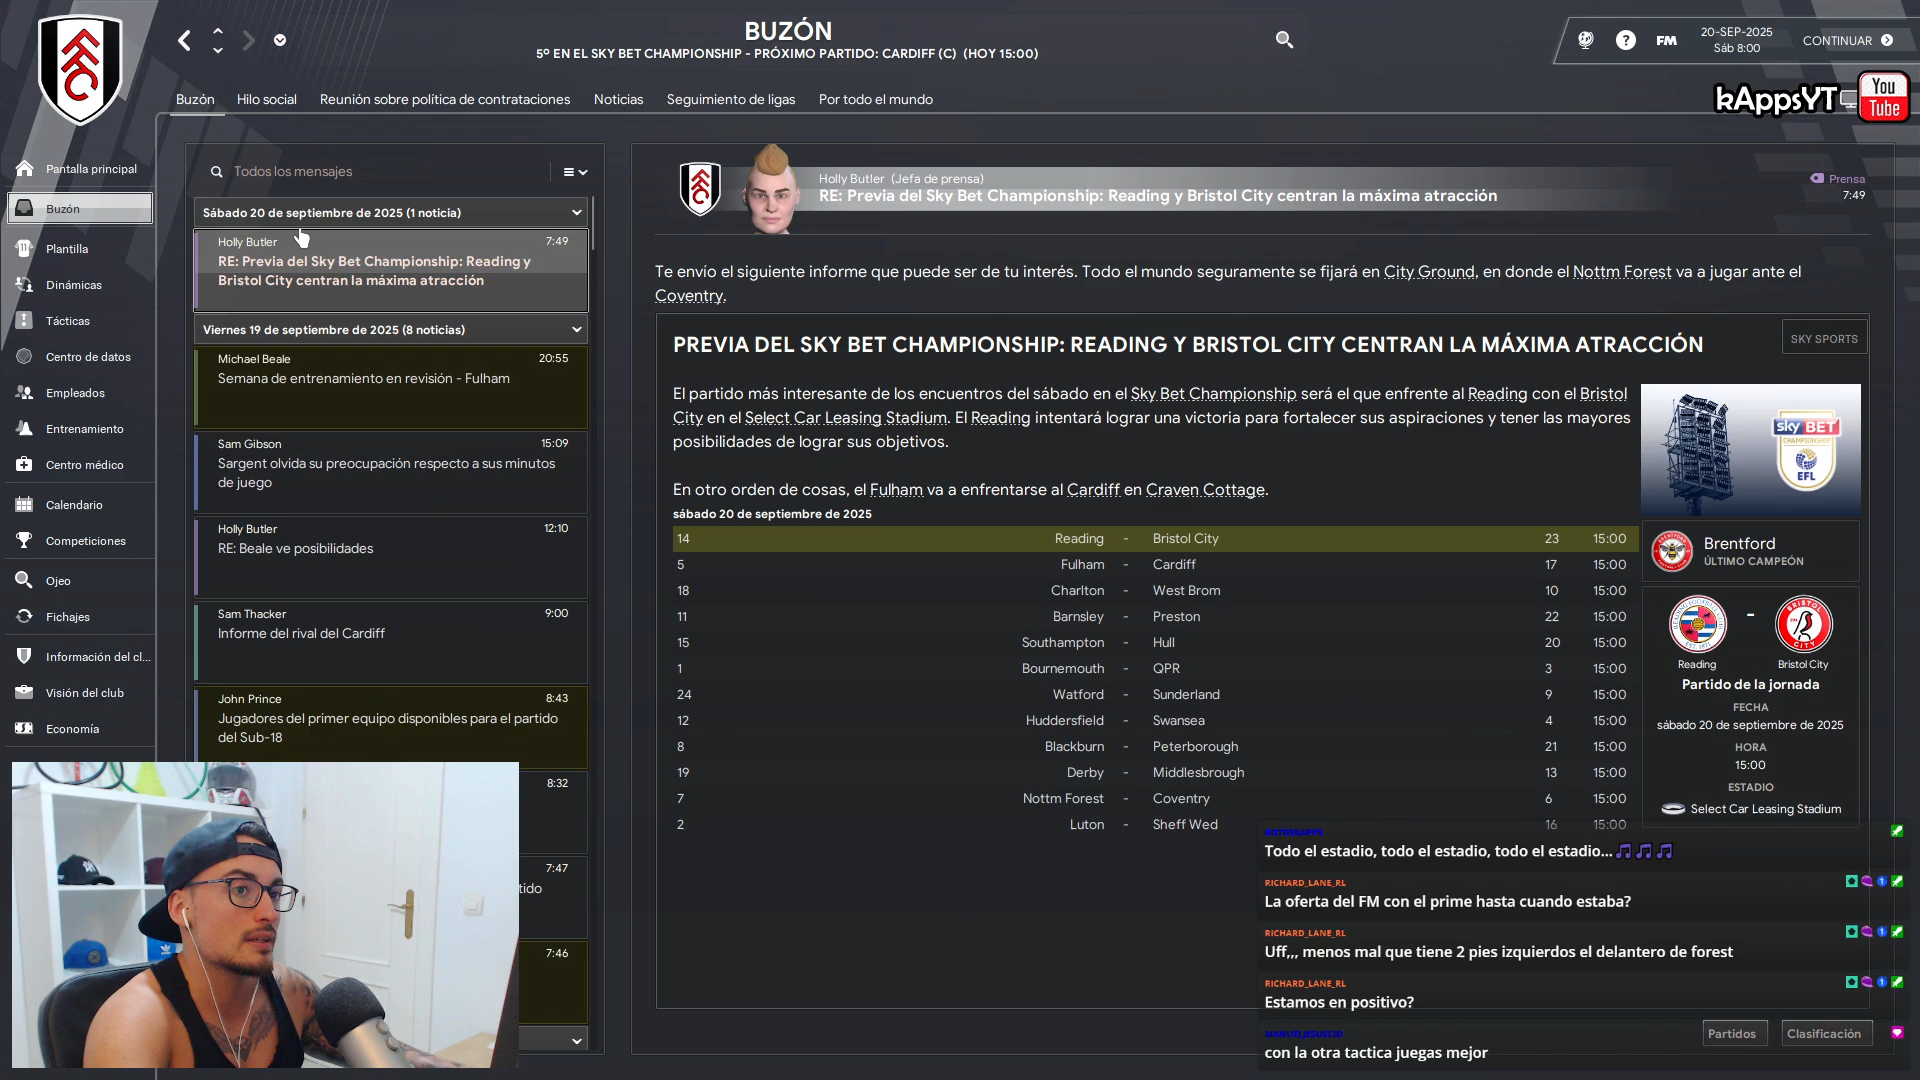 BUZÓN
5º EN EL SKY BET CHAMPIONSHIP - PRÓXIMO PARTIDO: CARDIFF (C) (HOY 15:00)
FM
20-SEP-2025
Sáb 8:00
CONTINUAR
kAppsYT
You
Tube
Buzón
Hilo social
Reunión sobre política de contrataciones
Noticias
Seguimiento de ligas
Por todo el mundo
Pantalla principal
Buzón
Plantilla
Dinámicas
Tácticas
Centro de datos
Empleados
Entrenamiento
Centro médico
Calendario
Competiciones
Ojeo
Fichajes
Información del cl...
Visión del club
Economía
Todos los mensajes
Sábado 20 de septiembre de 2025 (1 noticia)
Holly Butler 7:49
RE: Previa del Sky Bet Championship: Reading y
Bristol City centran la máxima atracción
Viernes 19 de septiembre de 2025 (8 noticias)
Michael Beale 20:55
Semana de entrenamiento en revisión - Fulham
Sam Gibson 15:09
Sargent olvida su preocupación respecto a sus minutos
de juego
Holly Butler 12:10
RE: Beale ve posibilidades
Sam Thacker 9:00
Informe del rival del Cardiff
John Prince 8:43
Jugadores del primer equipo disponibles para el partido
del Sub-18
8:32
7:47
tido
7:46
Holly Butler (Jefa de prensa)
RE: Previa del Sky Bet Championship: Reading y Bristol City centran la máxima atracción
Prensa
7:49
Te envío el siguiente informe que puede ser de tu interés. Todo el mundo seguramente se fijará en City Ground, en donde el Nottm Forest va a jugar ante el
Coventry.
PREVIA DEL SKY BET CHAMPIONSHIP: READING Y BRISTOL CITY CENTRAN LA MÁXIMA ATRACCIÓN
SKY SPORTS
El partido más interesante de los encuentros del sábado en el Sky Bet Championship será el que enfrente al Reading con el Bristol
City en el Select Car Leasing Stadium. El Reading intentará lograr una victoria para fortalecer sus aspiraciones y tener las mayores
posibilidades de lograr sus objetivos.
En otro orden de cosas, el Fulham va a enfrentarse al Cardiff en Craven Cottage.
sábado 20 de septiembre de 2025
14 Reading - Bristol City 23 15:00
5 Fulham - Cardiff 17 15:00
18 Charlton - West Brom 10 15:00
11 Barnsley - Preston 22 15:00
15 Southampton - Hull 20 15:00
1 Bournemouth - QPR 3 15:00
24 Watford - Sunderland 9 15:00
12 Huddersfield - Swansea 4 15:00
8 Blackburn - Peterborough 21 15:00
19 Derby - Middlesbrough 13 15:00
7 Nottm Forest - Coventry 6 15:00
2 Luton - Sheff Wed 16 15:00
sky BET
CHAMPIONSHIP
EFL
Brentford
ÚLTIMO CAMPEÓN
-
Reading
Bristol City
Partido de la jornada
FECHA
sábado 20 de septiembre de 2025
HORA
15:00
ESTADIO
Select Car Leasing Stadium
Todo el estadio, todo el estadio, todo el estadio...
RICHARD_LANE_RL
La oferta del FM con el prime hasta cuando estaba?
RICHARD_LANE_RL
Uff,,, menos mal que tiene 2 pies izquierdos el delantero de forest
RICHARD_LANE_RL
Estamos en positivo?
con la otra tactica juegas mejor
Partidos
Clasificación